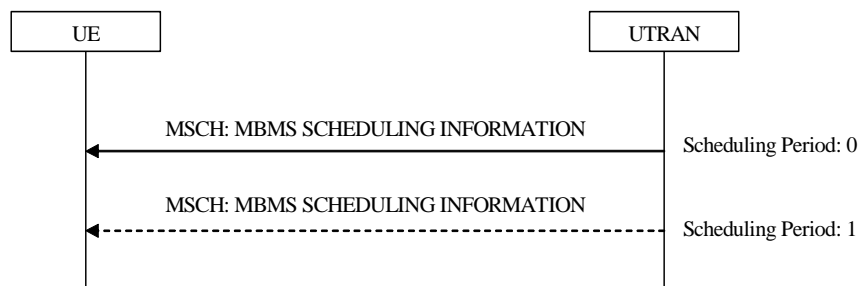 UE
UTRAN
MSCH: MBMS SCHEDULING INFORMATION
Scheduling Period: 0
MSCH: MBMS SCHEDULING INFORMATION
Scheduling Period: 1